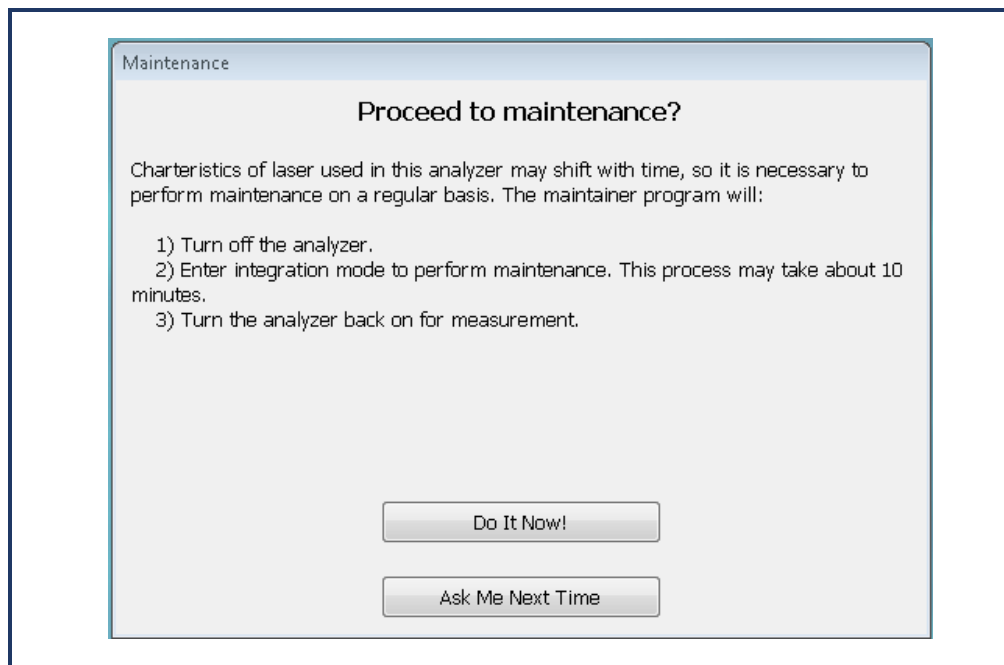 Maintenance
Proceed to maintenance?
Charteristics of laser used in this analyzer may shift with time, so it is necessary to
perform maintenance on a regular basis. The maintainer program will:
1) Turn off the analyzer.
2) Enter integration mode to perform maintenance. This process may take about 10
minutes.
3) Turn the analyzer back on for measurement.
Do It Now!
Ask Me Next Time